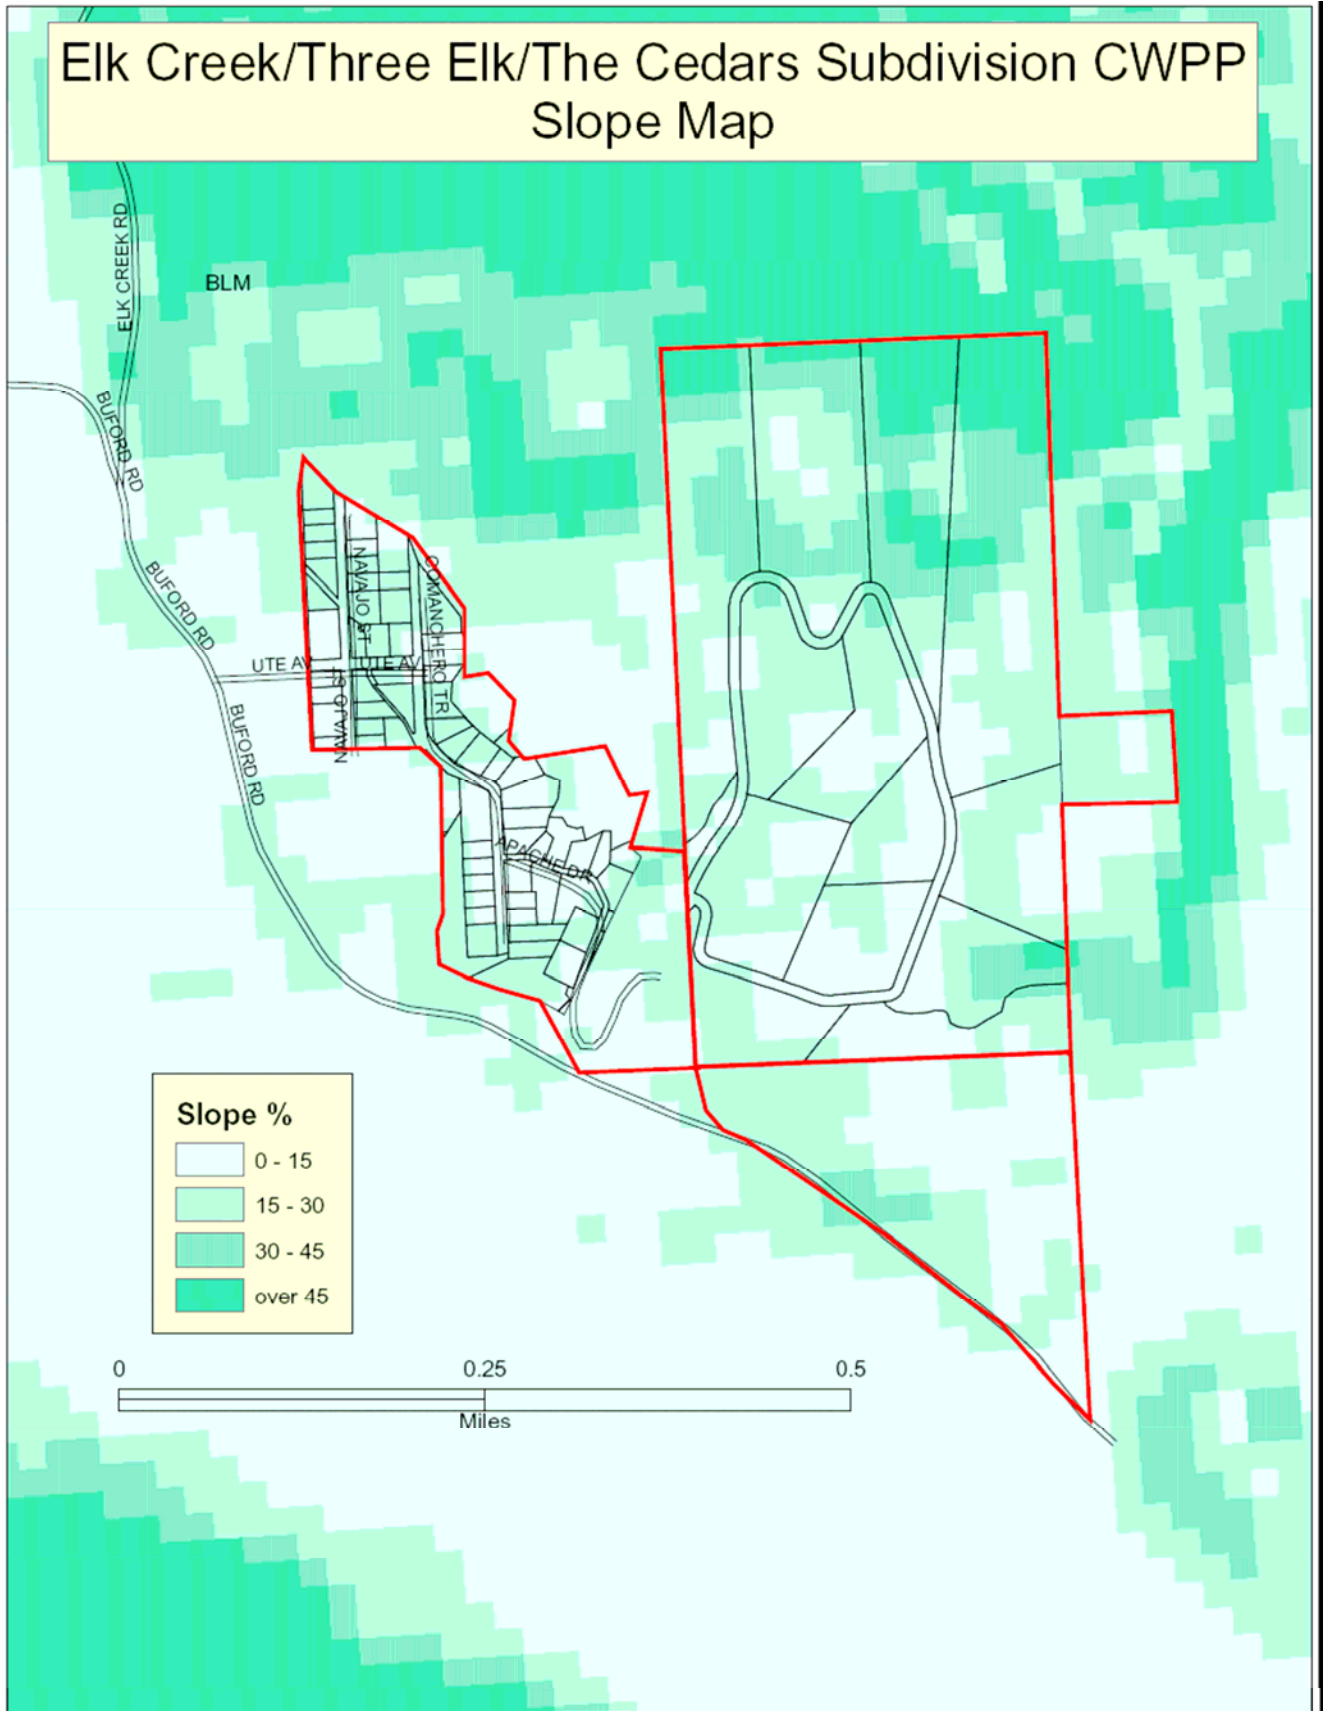 Elk Creek/Three Elk/The Cedars Subdivision CWPP
Slope Map
ELK CREEK RD
BLM
BUFORD RD
BUFORD RD
NAVAJO ST
COMANCHERO TR
UTE AV
UTE AV
NAVAJO S
BUFORD RD
APACHE DR
Slope %
0 - 15
15 - 30
30 - 45
over 45
0
0.25
0.5
Miles